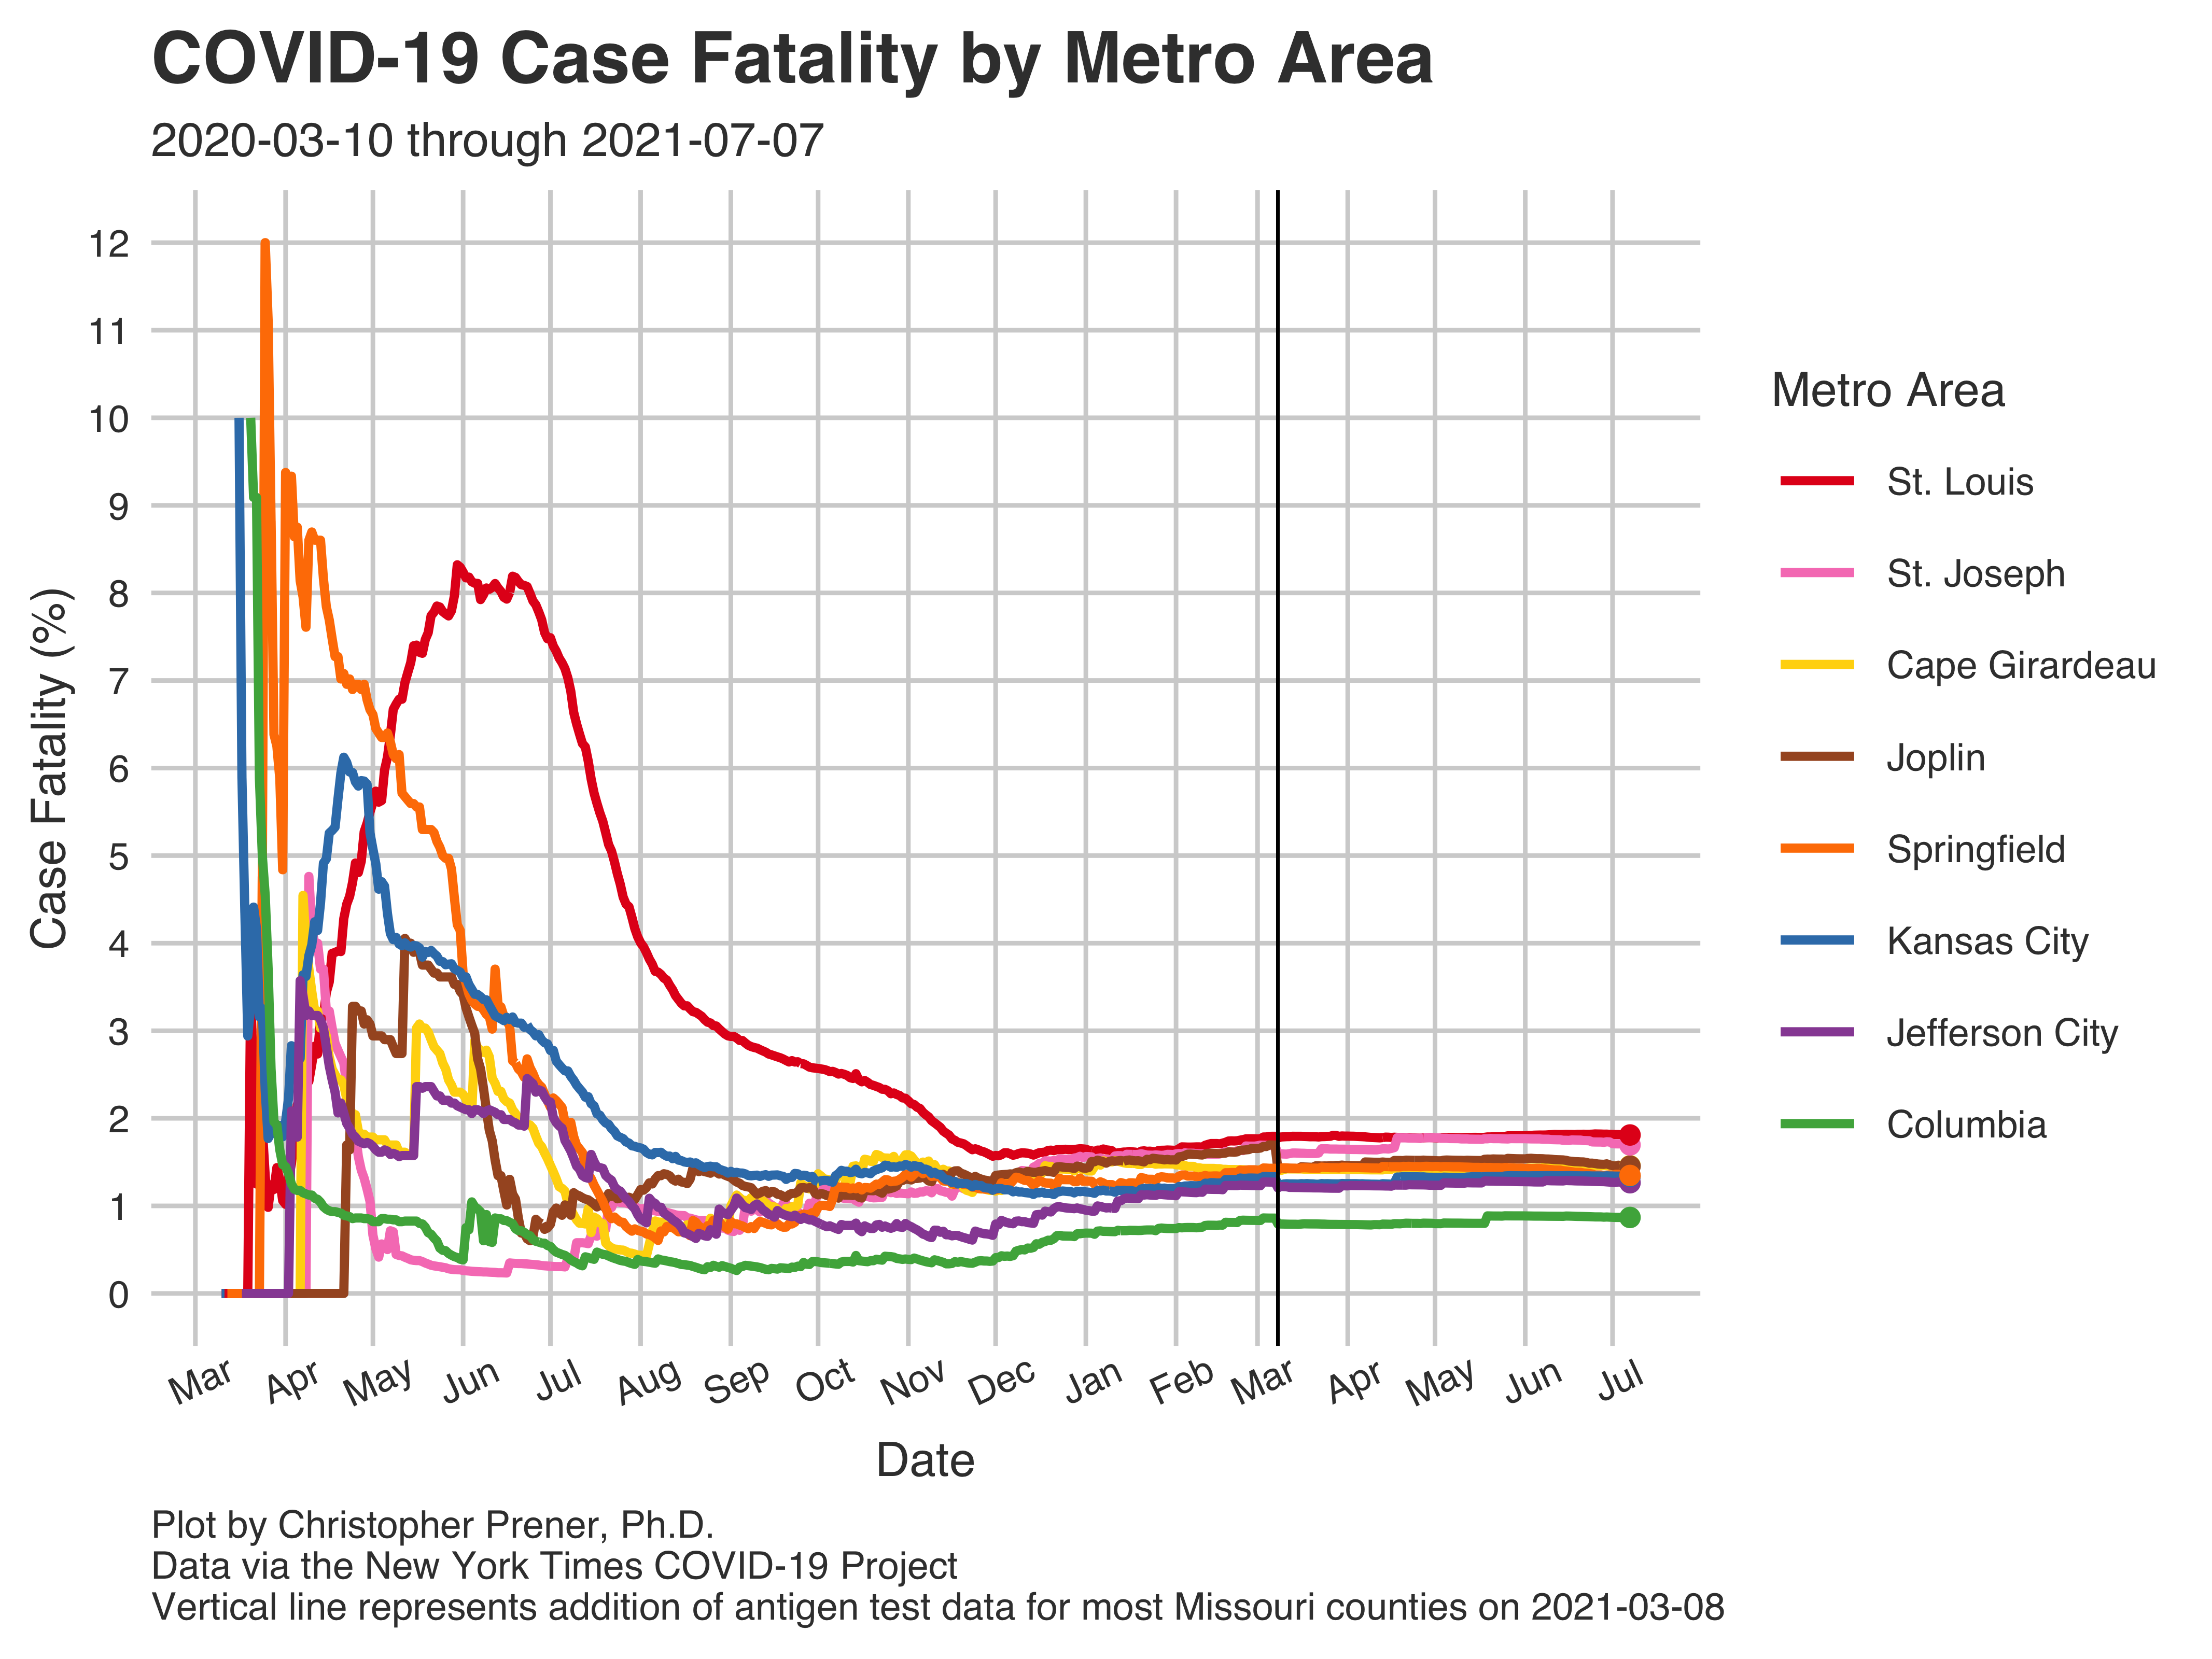 COVID-19 Case Fatality by Metro Area
2020-03-10 through 2021-07-07
Case Fatality (%)
12
11
10
9
8
7
6
5
4
3
2
1
0
Mar Apr May Jun Jul Aug Sep Oct Nov Dec Jan Feb Mar Apr May Jun Jul
Date
Metro Area
St. Louis
St. Joseph
Cape Girardeau
Joplin
Springfield
Kansas City
Jefferson City
Columbia
Plot by Christopher Prener, Ph.D.
Data via the New York Times COVID-19 Project
Vertical line represents addition of antigen test data for most Missouri counties on 2021-03-08